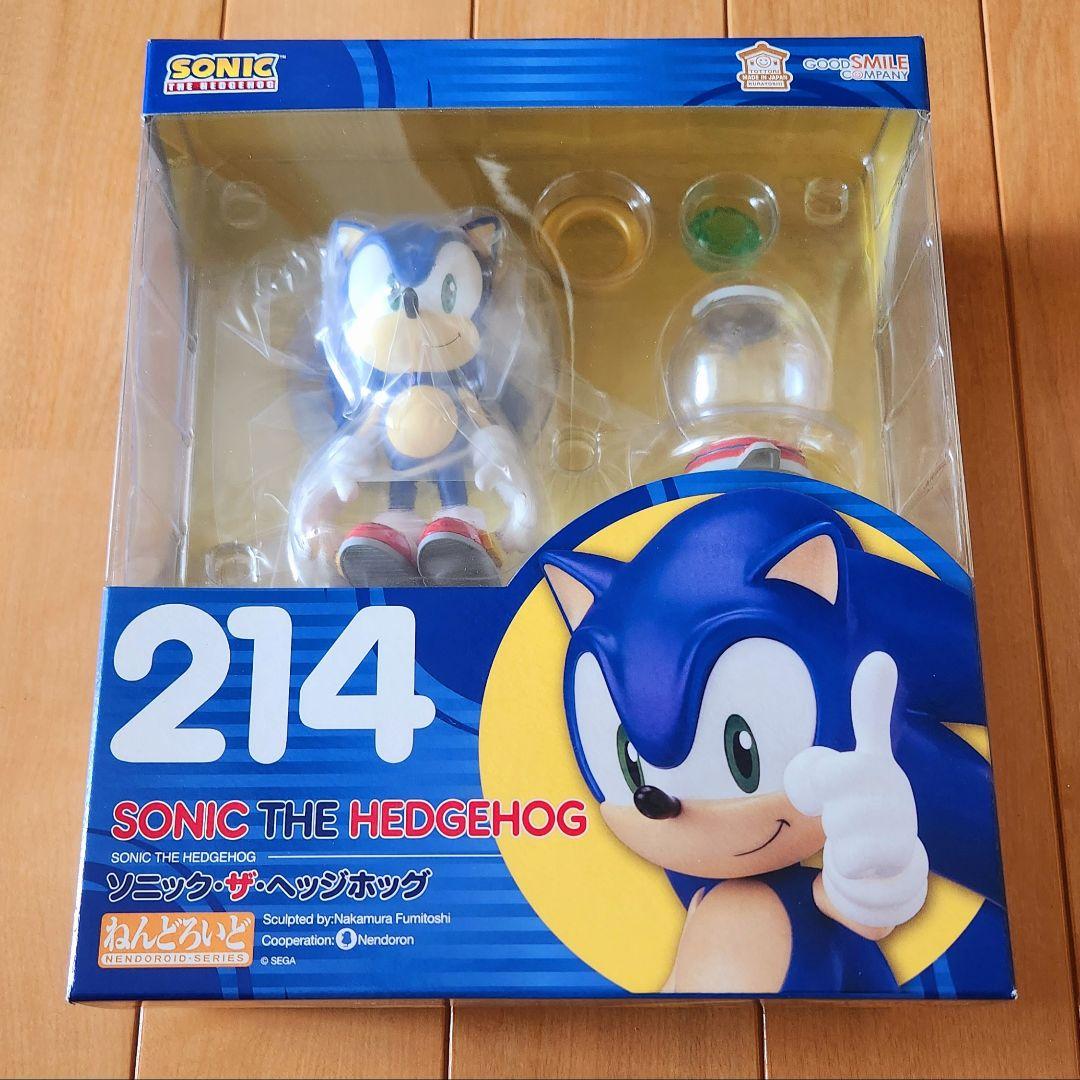 SONIC
THE HEDGEHOG
TM
MADE IN JAPAN
GOOD SMILE
COMPANY
214
SONIC THE HEDGEHOG
SONIC THE HEDGEHOG
ソニック・ザ・ヘッジホッグ
ねんどろいど
NENDOROID·SERIES
Sculpted by:Nakamura Fumitoshi
Cooperation: Nendoron
© SEGA